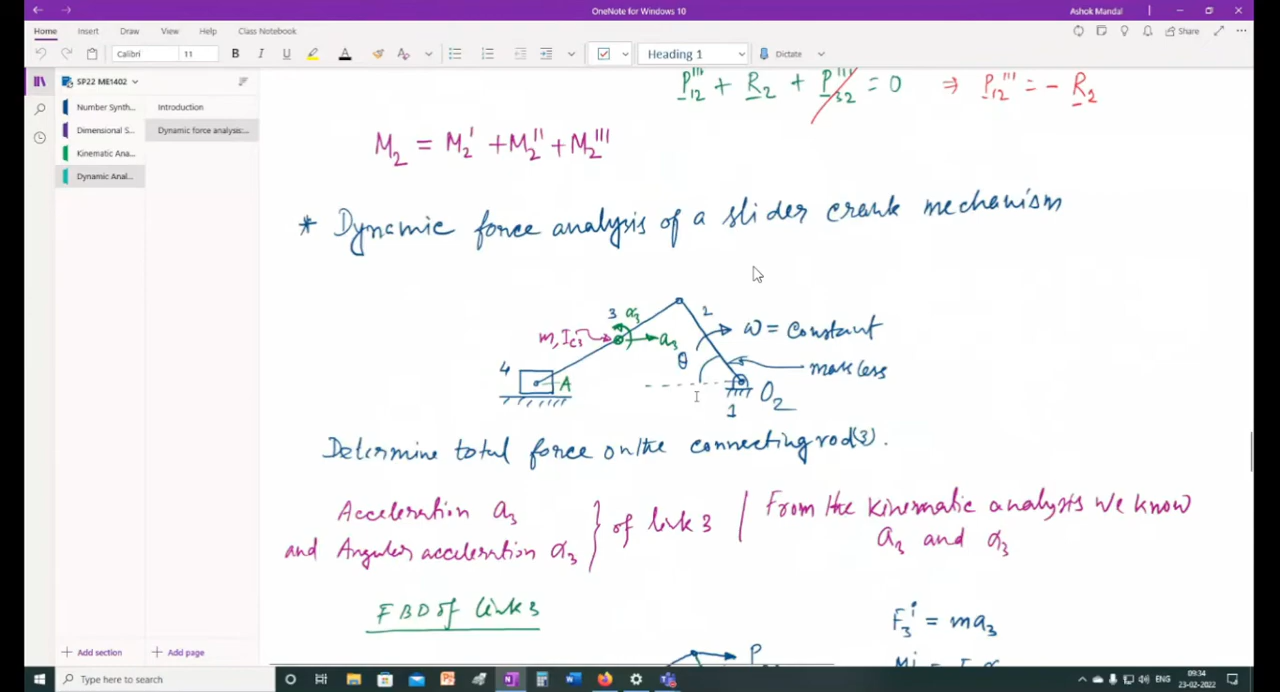 OneNote for Windows 10
Ashok Mandal
Home Insert Draw View Help Class Notebook
Share
Calibri 11 B I U A Heading 1 Dictate
SP22 ME1402
Number Synth...
Dimensional S...
Kinematic Ana...
Dynamic Anal...
Introduction
Dynamic force analysis:...
P12''' + R2 + P32''' = 0 ⇒ P12''' = - R2
M2 = M2' + M2'' + M2'''
* Dynamic force analysis of a slider crank mechanism
3 α3 2
m, IG3 a3 ω = Constant
θ massless
4 A
O2
1
Determine total force on the connecting rod(3).
Acceleration a3
and Angular acceleration α3 } of link 3 | From the kinematic analysis we know
a3 and α3
FBD of link 3
F3^i = ma3
P
Add section Add page
Type here to search
ENG 09:34
23-02-2022